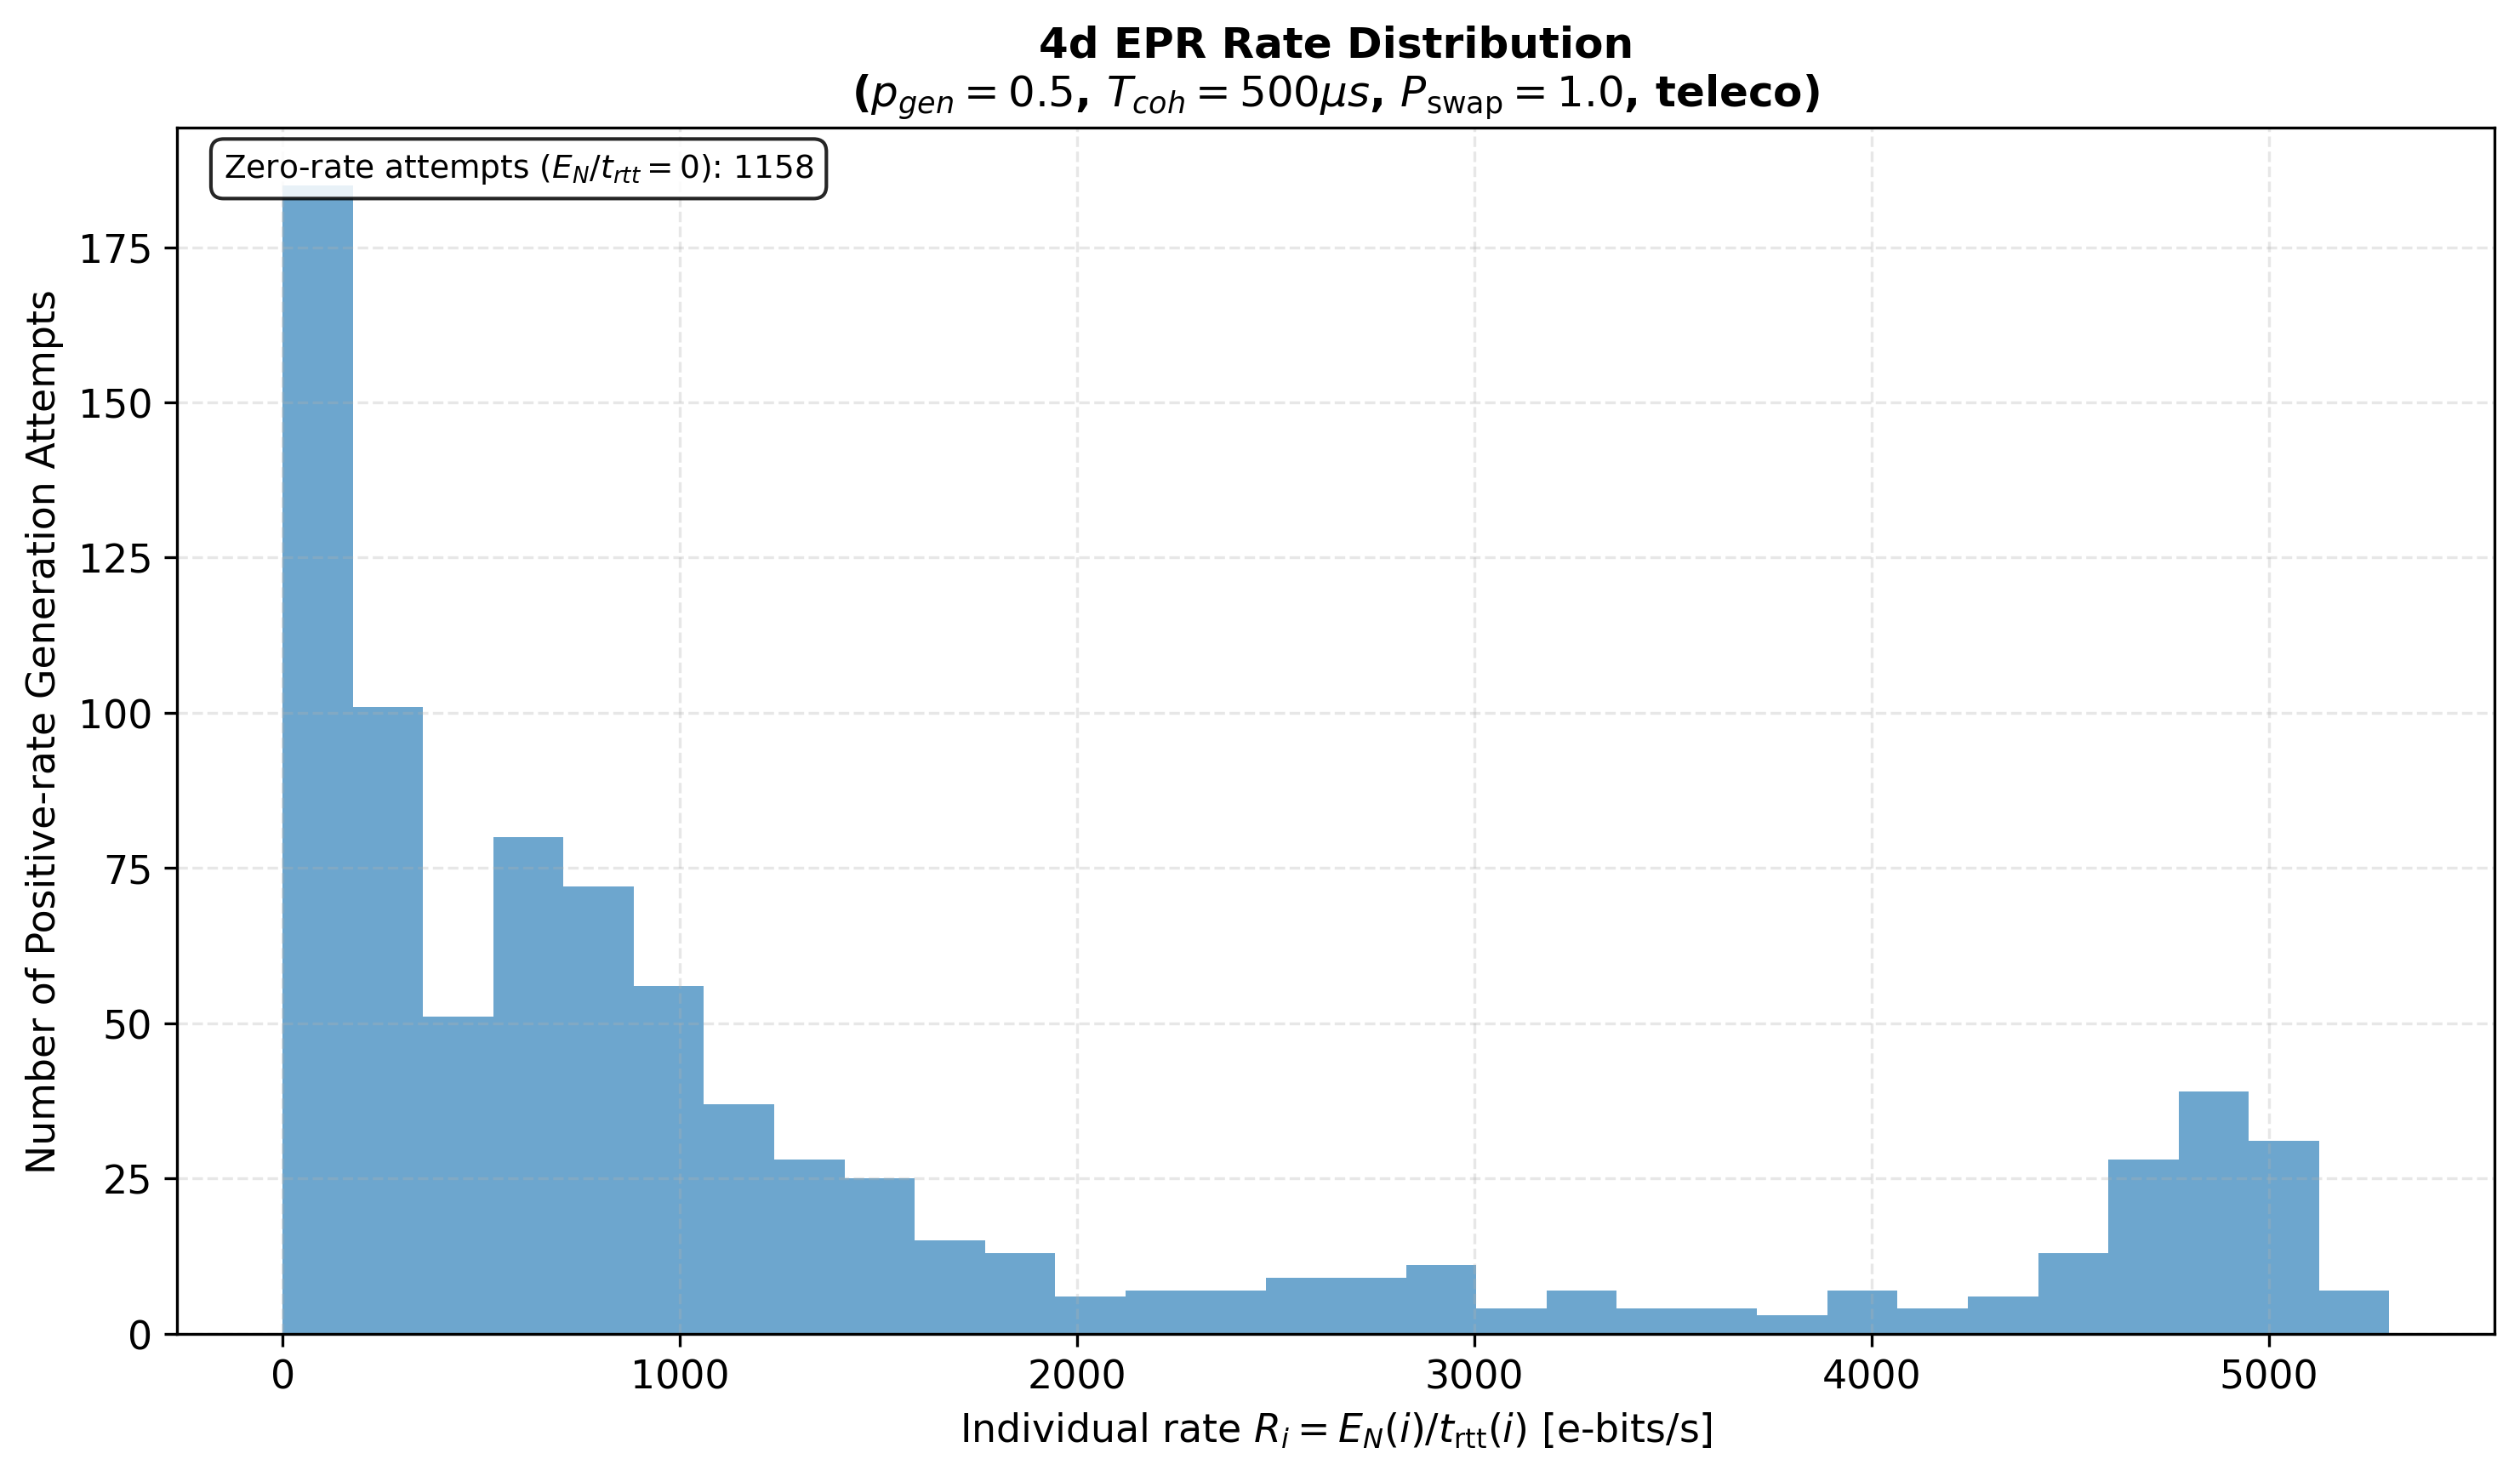 4d EPR Rate Distribution
(p_gen = 0.5, T_coh = 500μs, P_swap = 1.0, teleco)
Zero-rate attempts (E_N/t_rtt = 0): 1158
Number of Positive-rate Generation Attempts
175
150
125
100
75
50
25
0
0 1000 2000 3000 4000 5000
Individual rate R_i = E_N(i)/t_rtt(i) [e-bits/s]